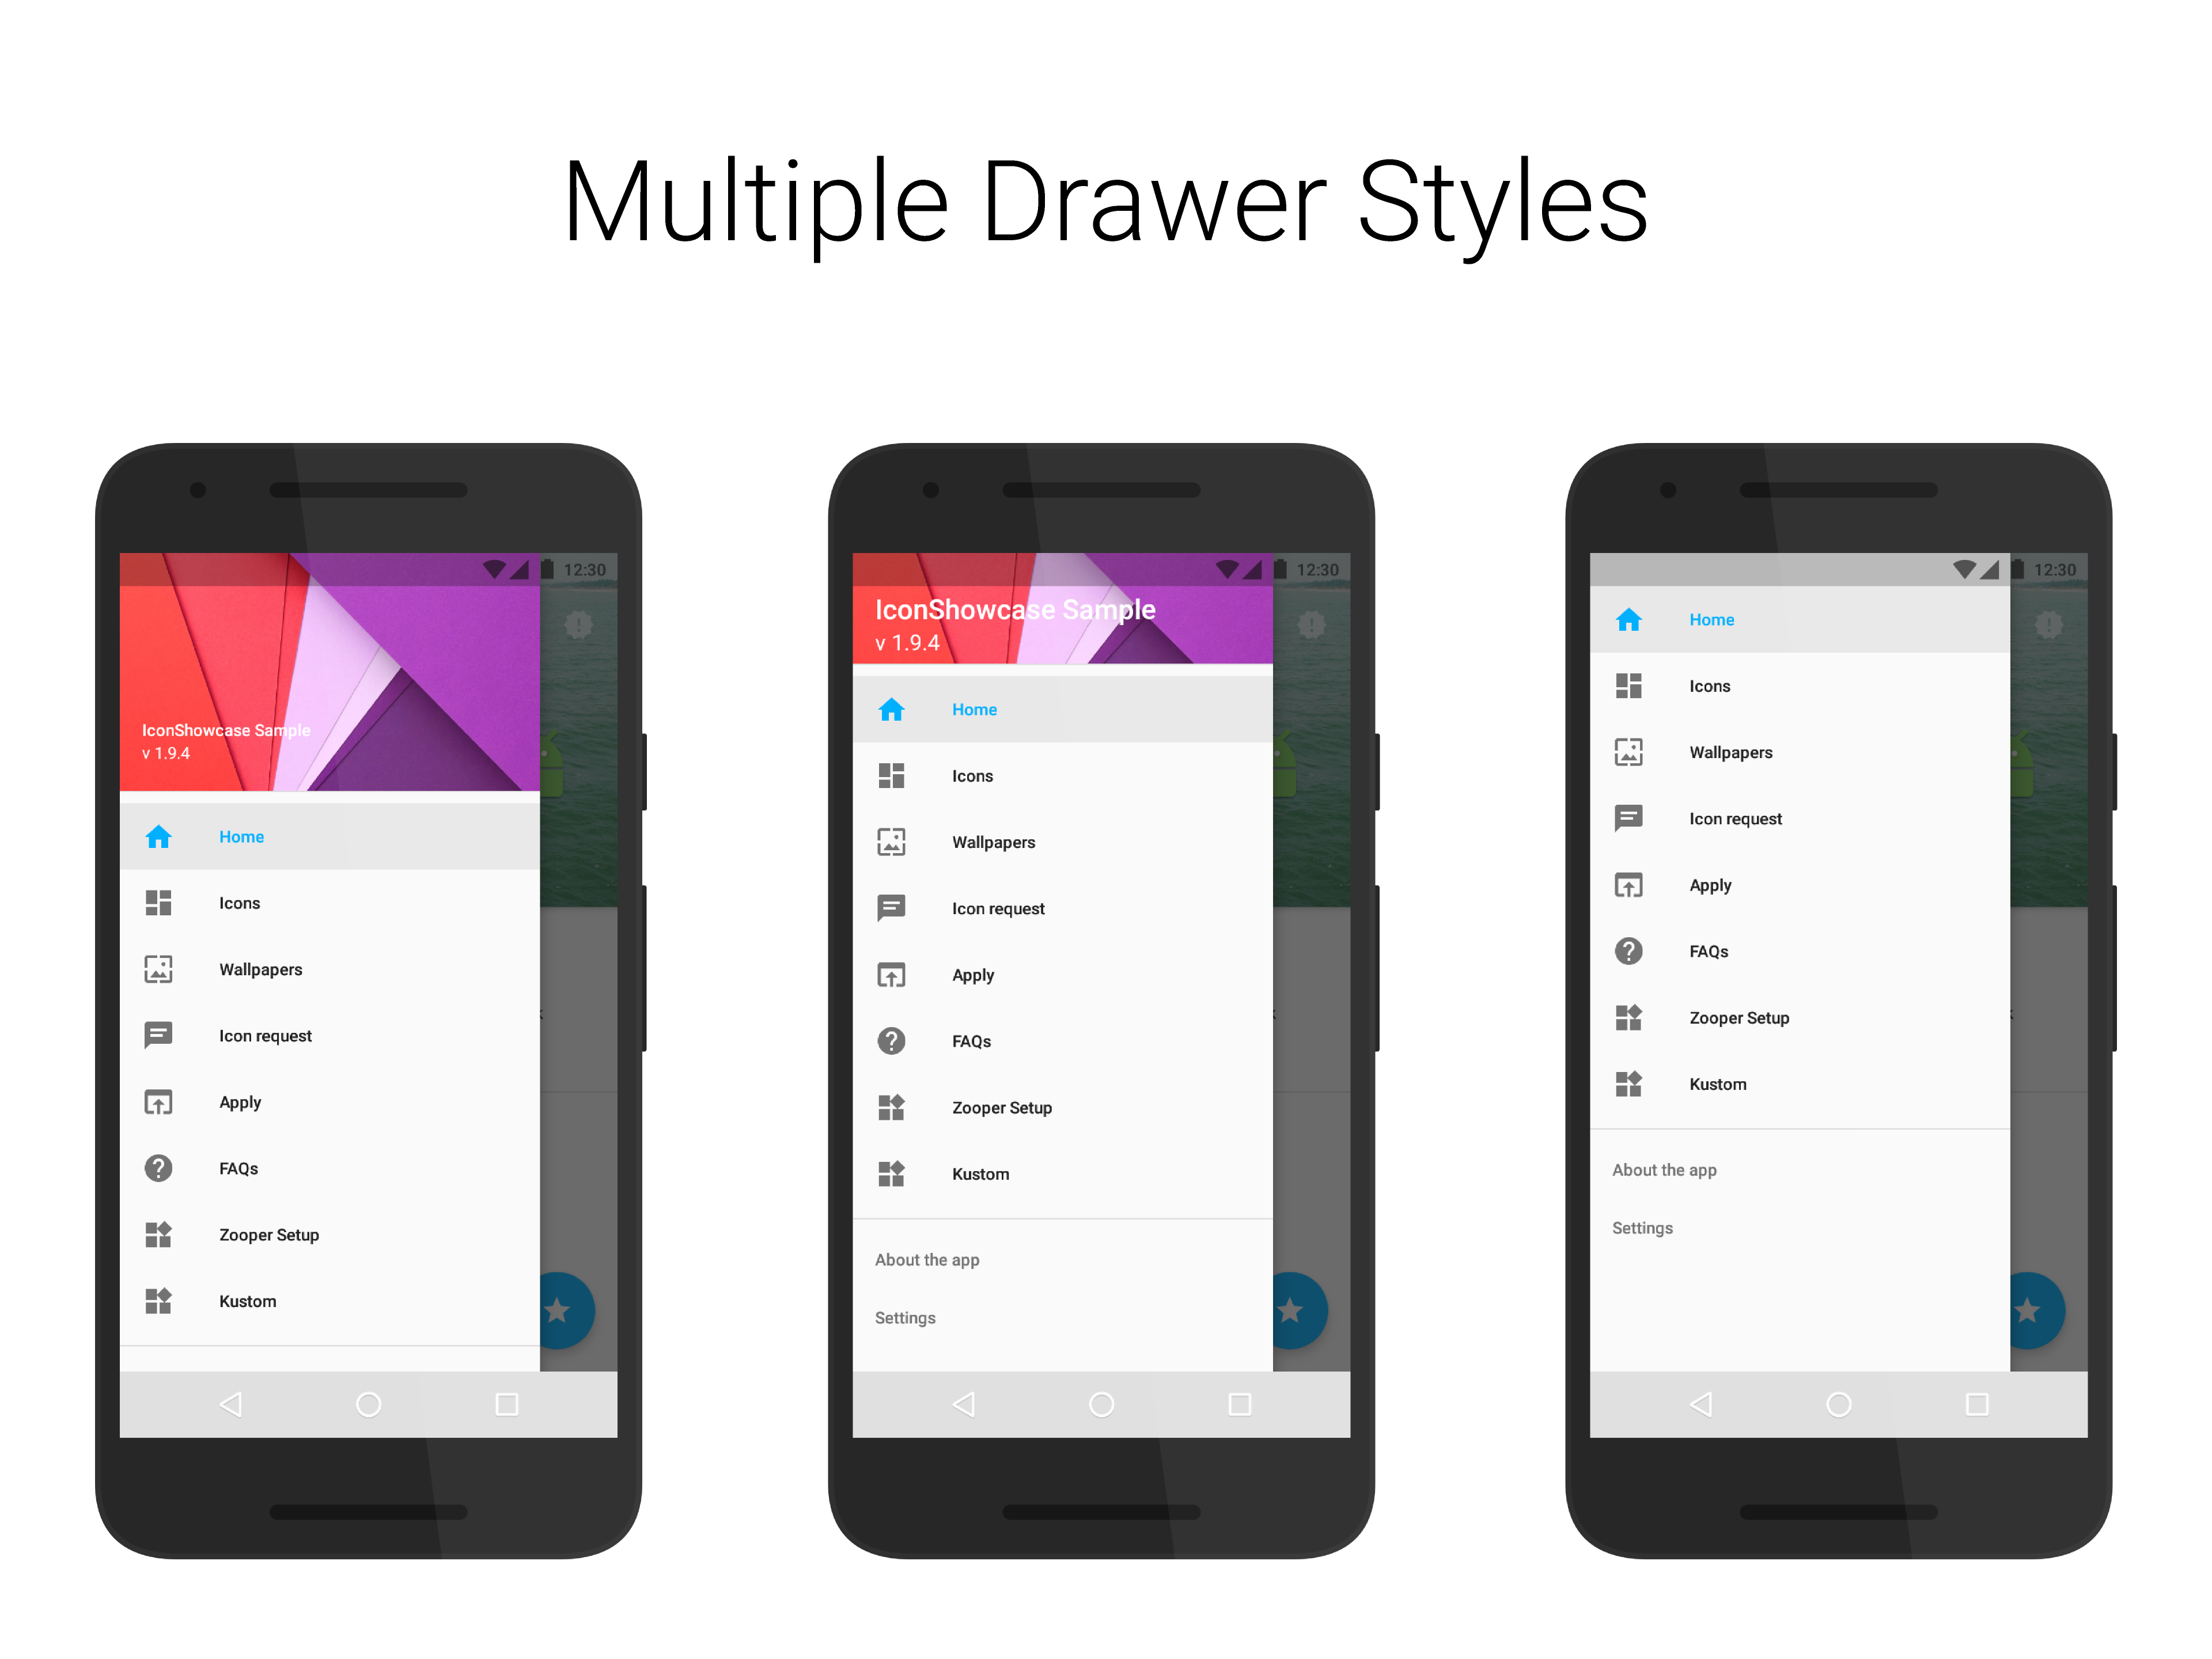 Multiple Drawer Styles
12:30
IconShowcase Sample
v 1.9.4
Home
Icons
Wallpapers
Icon request
Apply
FAQs
Zooper Setup
Kustom
12:30
IconShowcase Sample
v 1.9.4
Home
Icons
Wallpapers
Icon request
Apply
FAQs
Zooper Setup
Kustom
About the app
Settings
12:30
Home
Icons
Wallpapers
Icon request
Apply
FAQs
Zooper Setup
Kustom
About the app
Settings